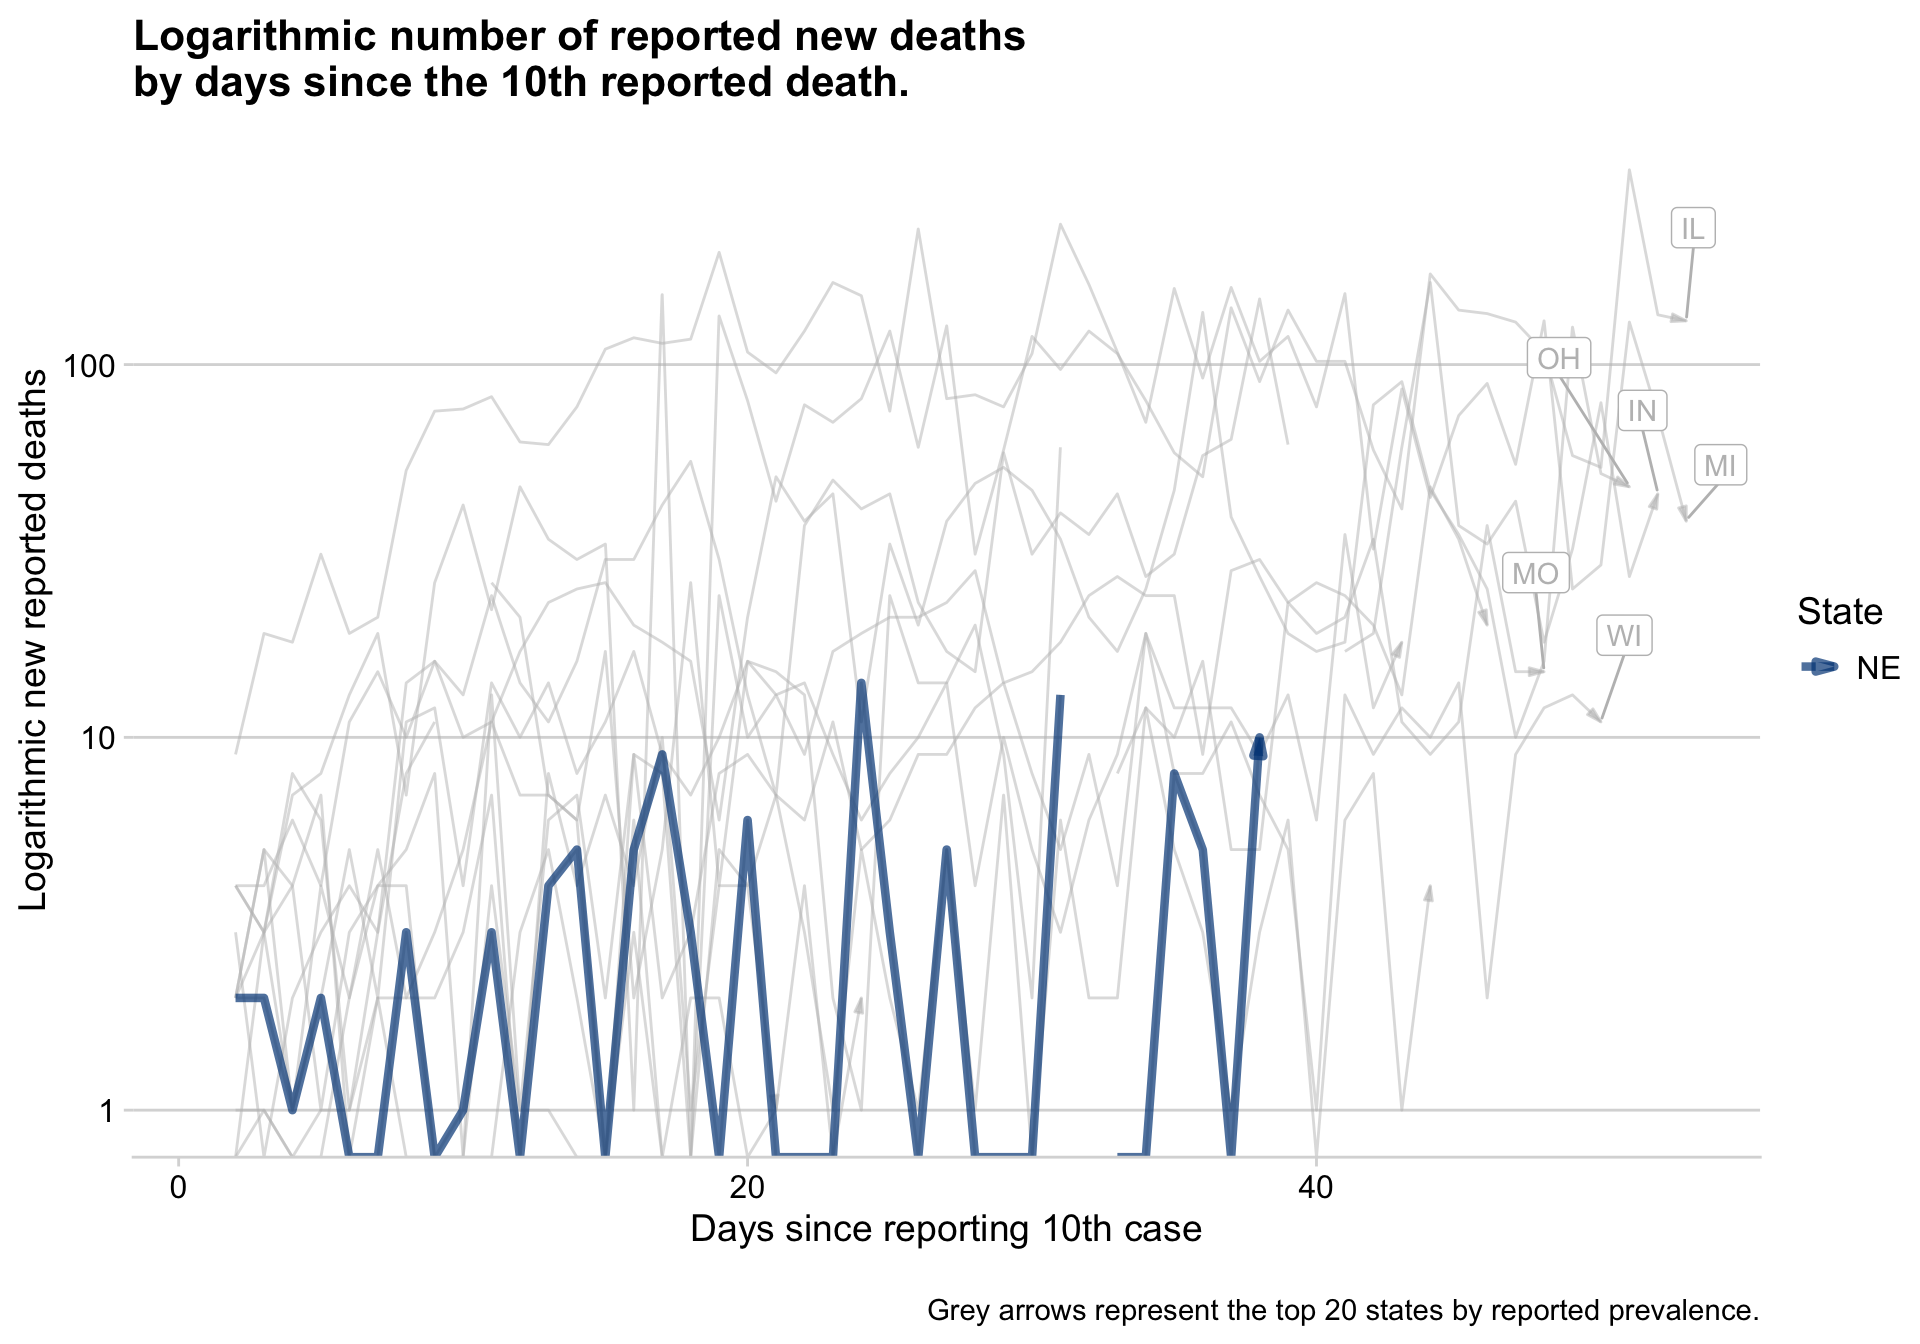 Logarithmic number of reported new deaths
by days since the 10th reported death.
Logarithmic new reported deaths
100
10
1
IL
OH
IN
MI
MO
WI
State
NE
0
20
40
Days since reporting 10th case
Grey arrows represent the top 20 states by reported prevalence.